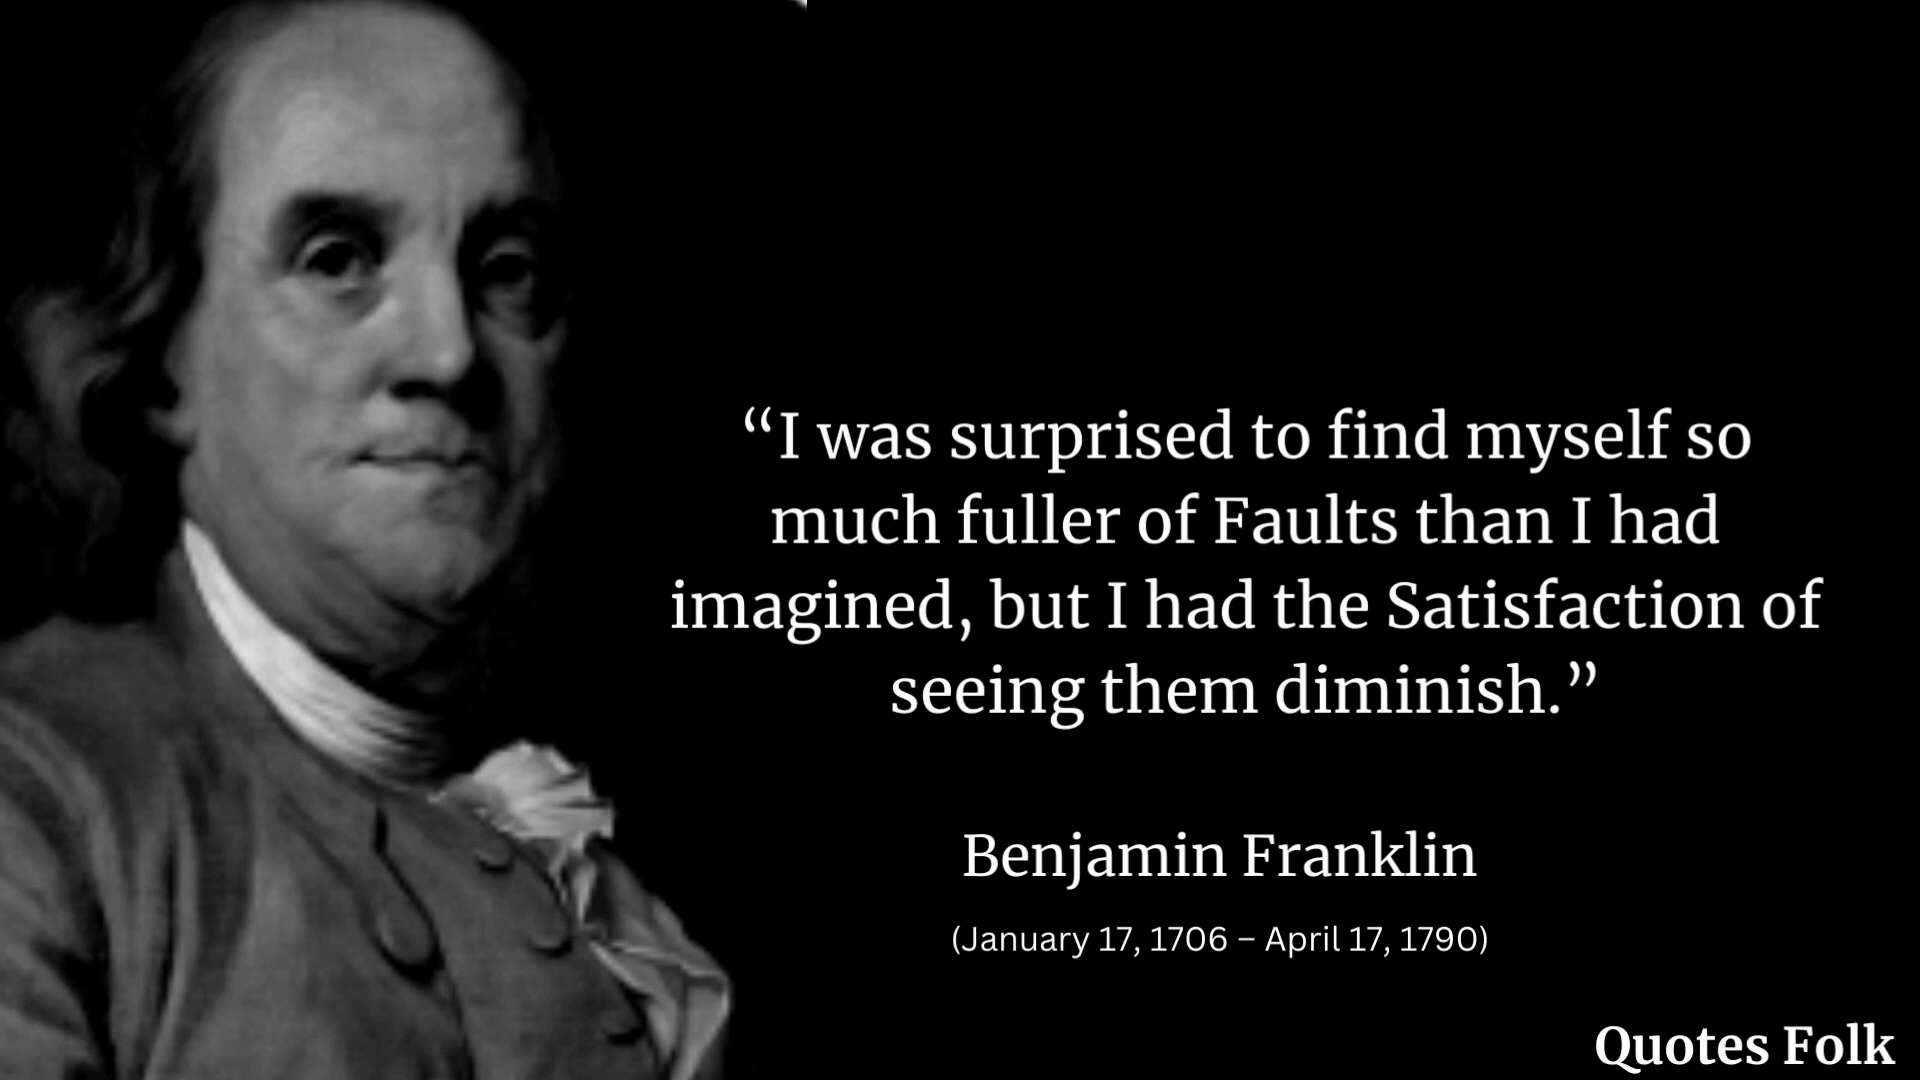 “I was surprised to find myself so
much fuller of Faults than I had
imagined, but I had the Satisfaction of
seeing them diminish.”
Benjamin Franklin
(January 17, 1706 – April 17, 1790)
Quotes Folk